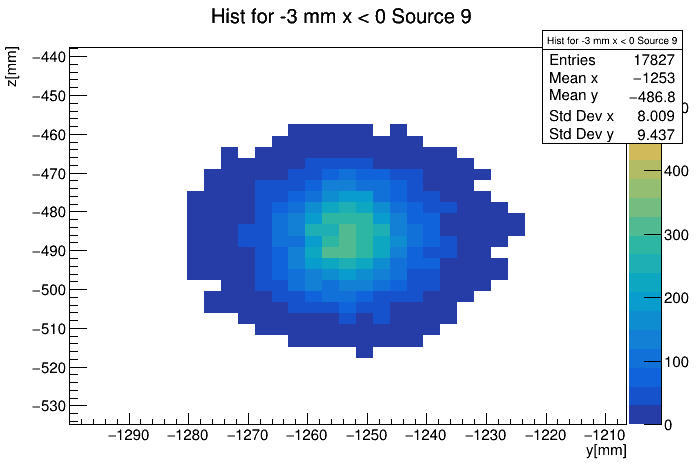 Hist for -3 mm x < 0 Source 9
z[mm]
−440
−450
−460
−470
−480
−490
−500
−510
−520
−530
−1290
−1280
−1270
−1260
−1250
−1240
−1230
−1220
−1210
y[mm]
Hist for -3 mm x < 0 Source 9
Entries 17827
Mean x −1253
Mean y −486.8
Std Dev x 8.009
Std Dev y 9.437
0
400
300
200
100
0